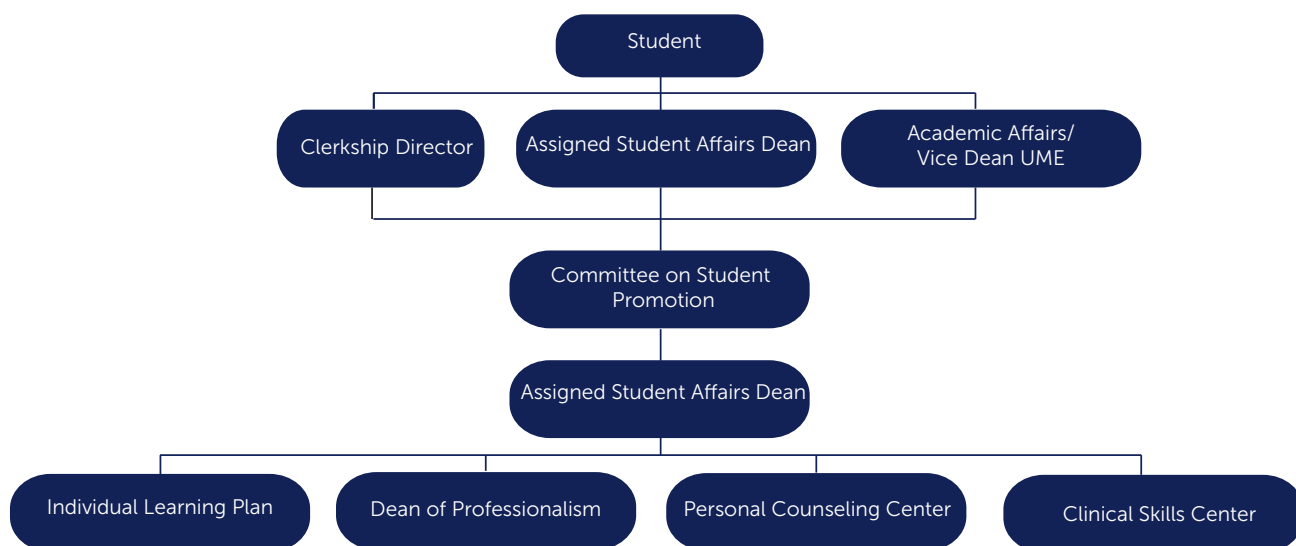 Student
Clerkship Director
Assigned Student Affairs Dean
Academic Affairs/
Vice Dean UME
Committee on Student
Promotion
Assigned Student Affairs Dean
Individual Learning Plan
Dean of Professionalism
Personal Counseling Center
Clinical Skills Center